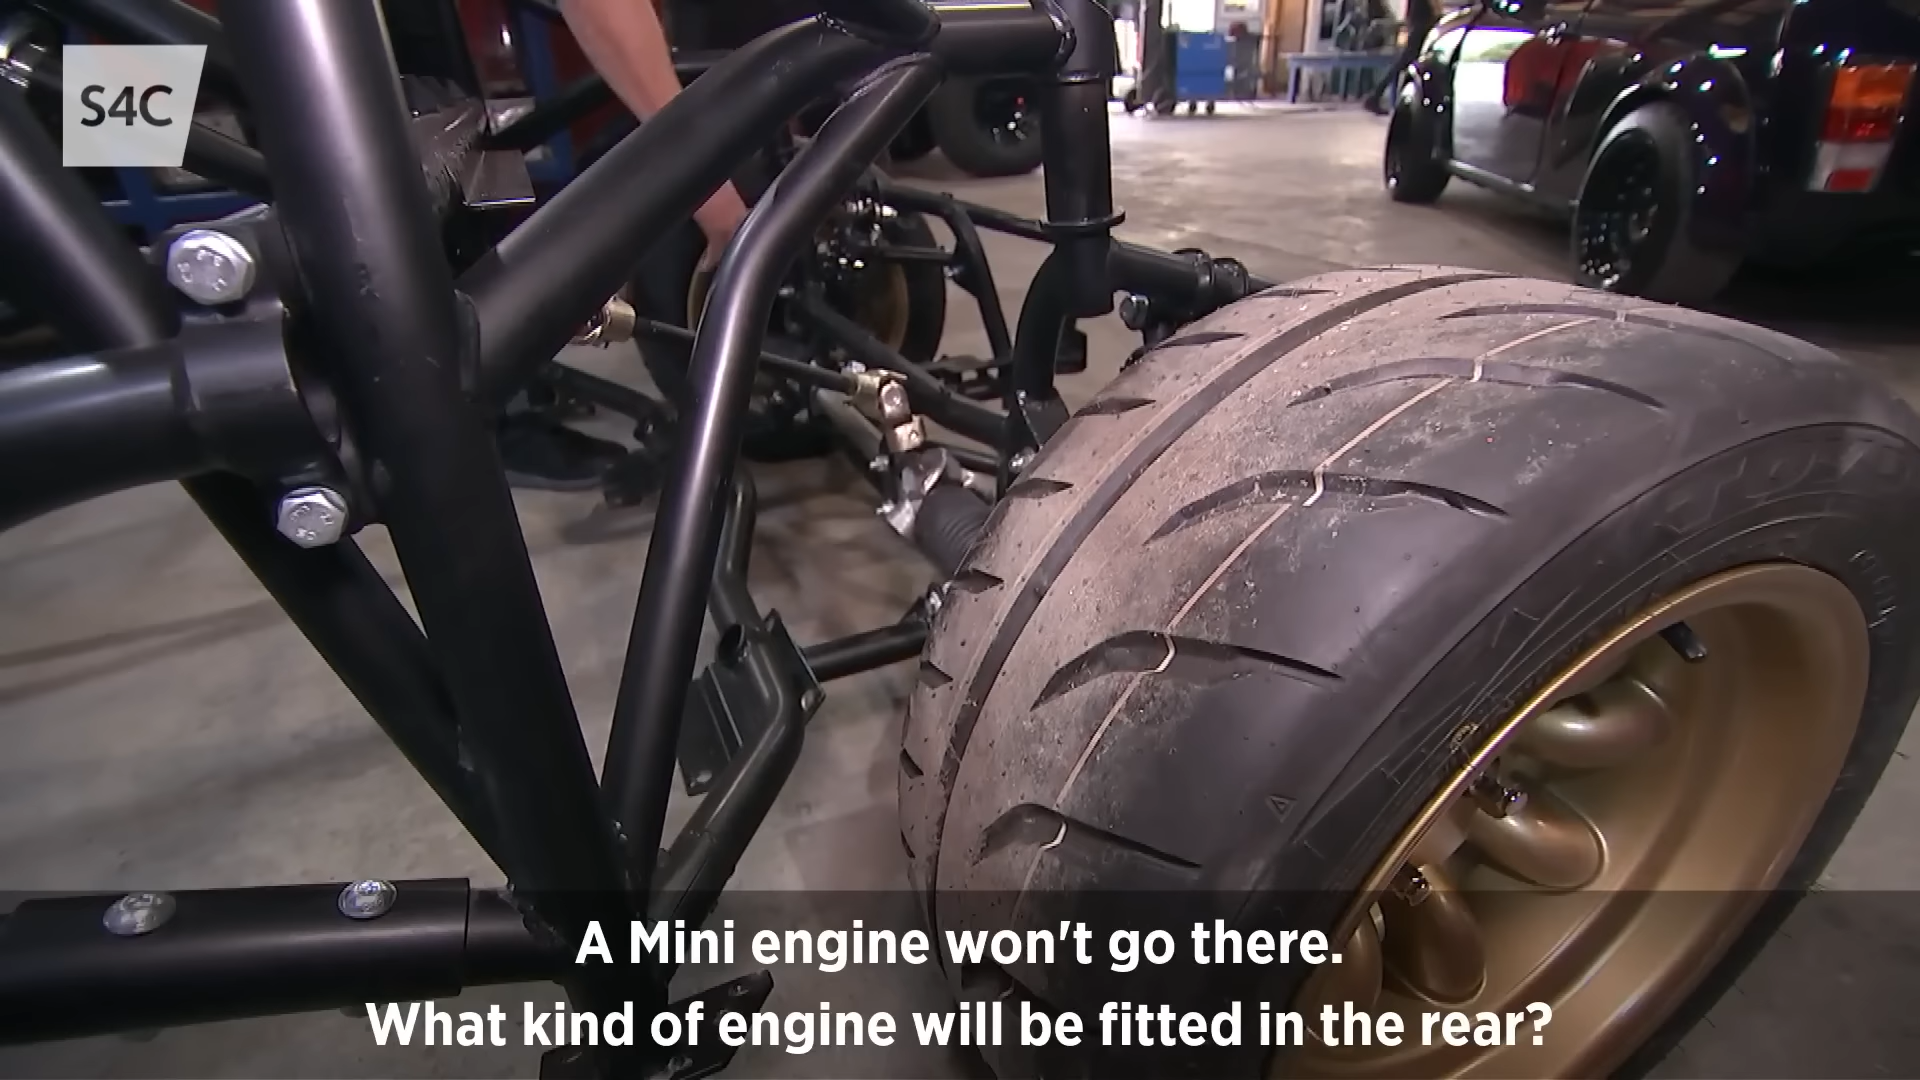 S4C
A Mini engine won't go there.
What kind of engine will be fitted in the rear?